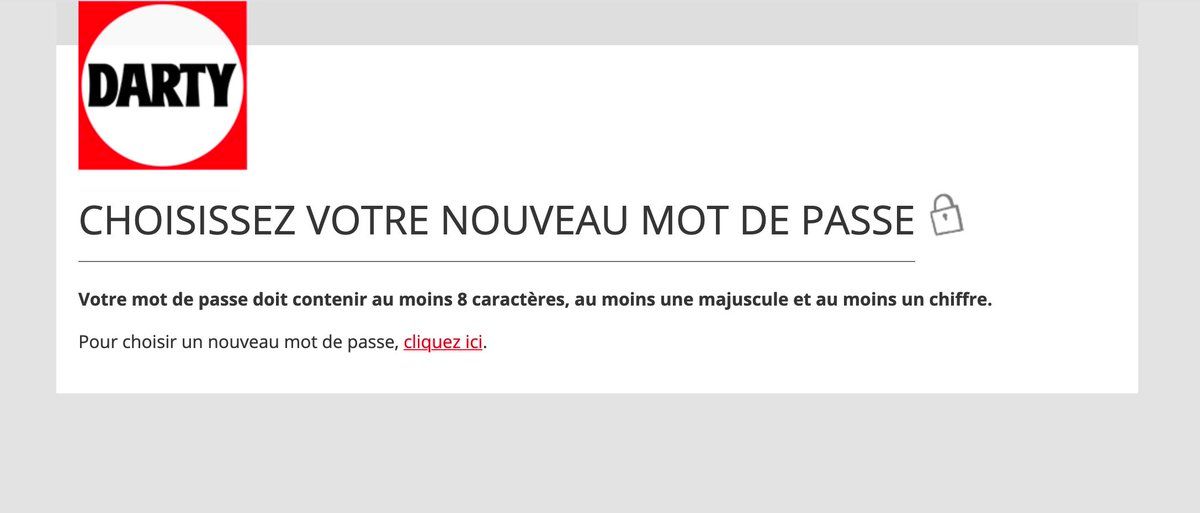 DARTY
CHOISISSEZ VOTRE NOUVEAU MOT DE PASSE
Votre mot de passe doit contenir au moins 8 caractères, au moins une majuscule et au moins un chiffre.
Pour choisir un nouveau mot de passe, cliquez ici.